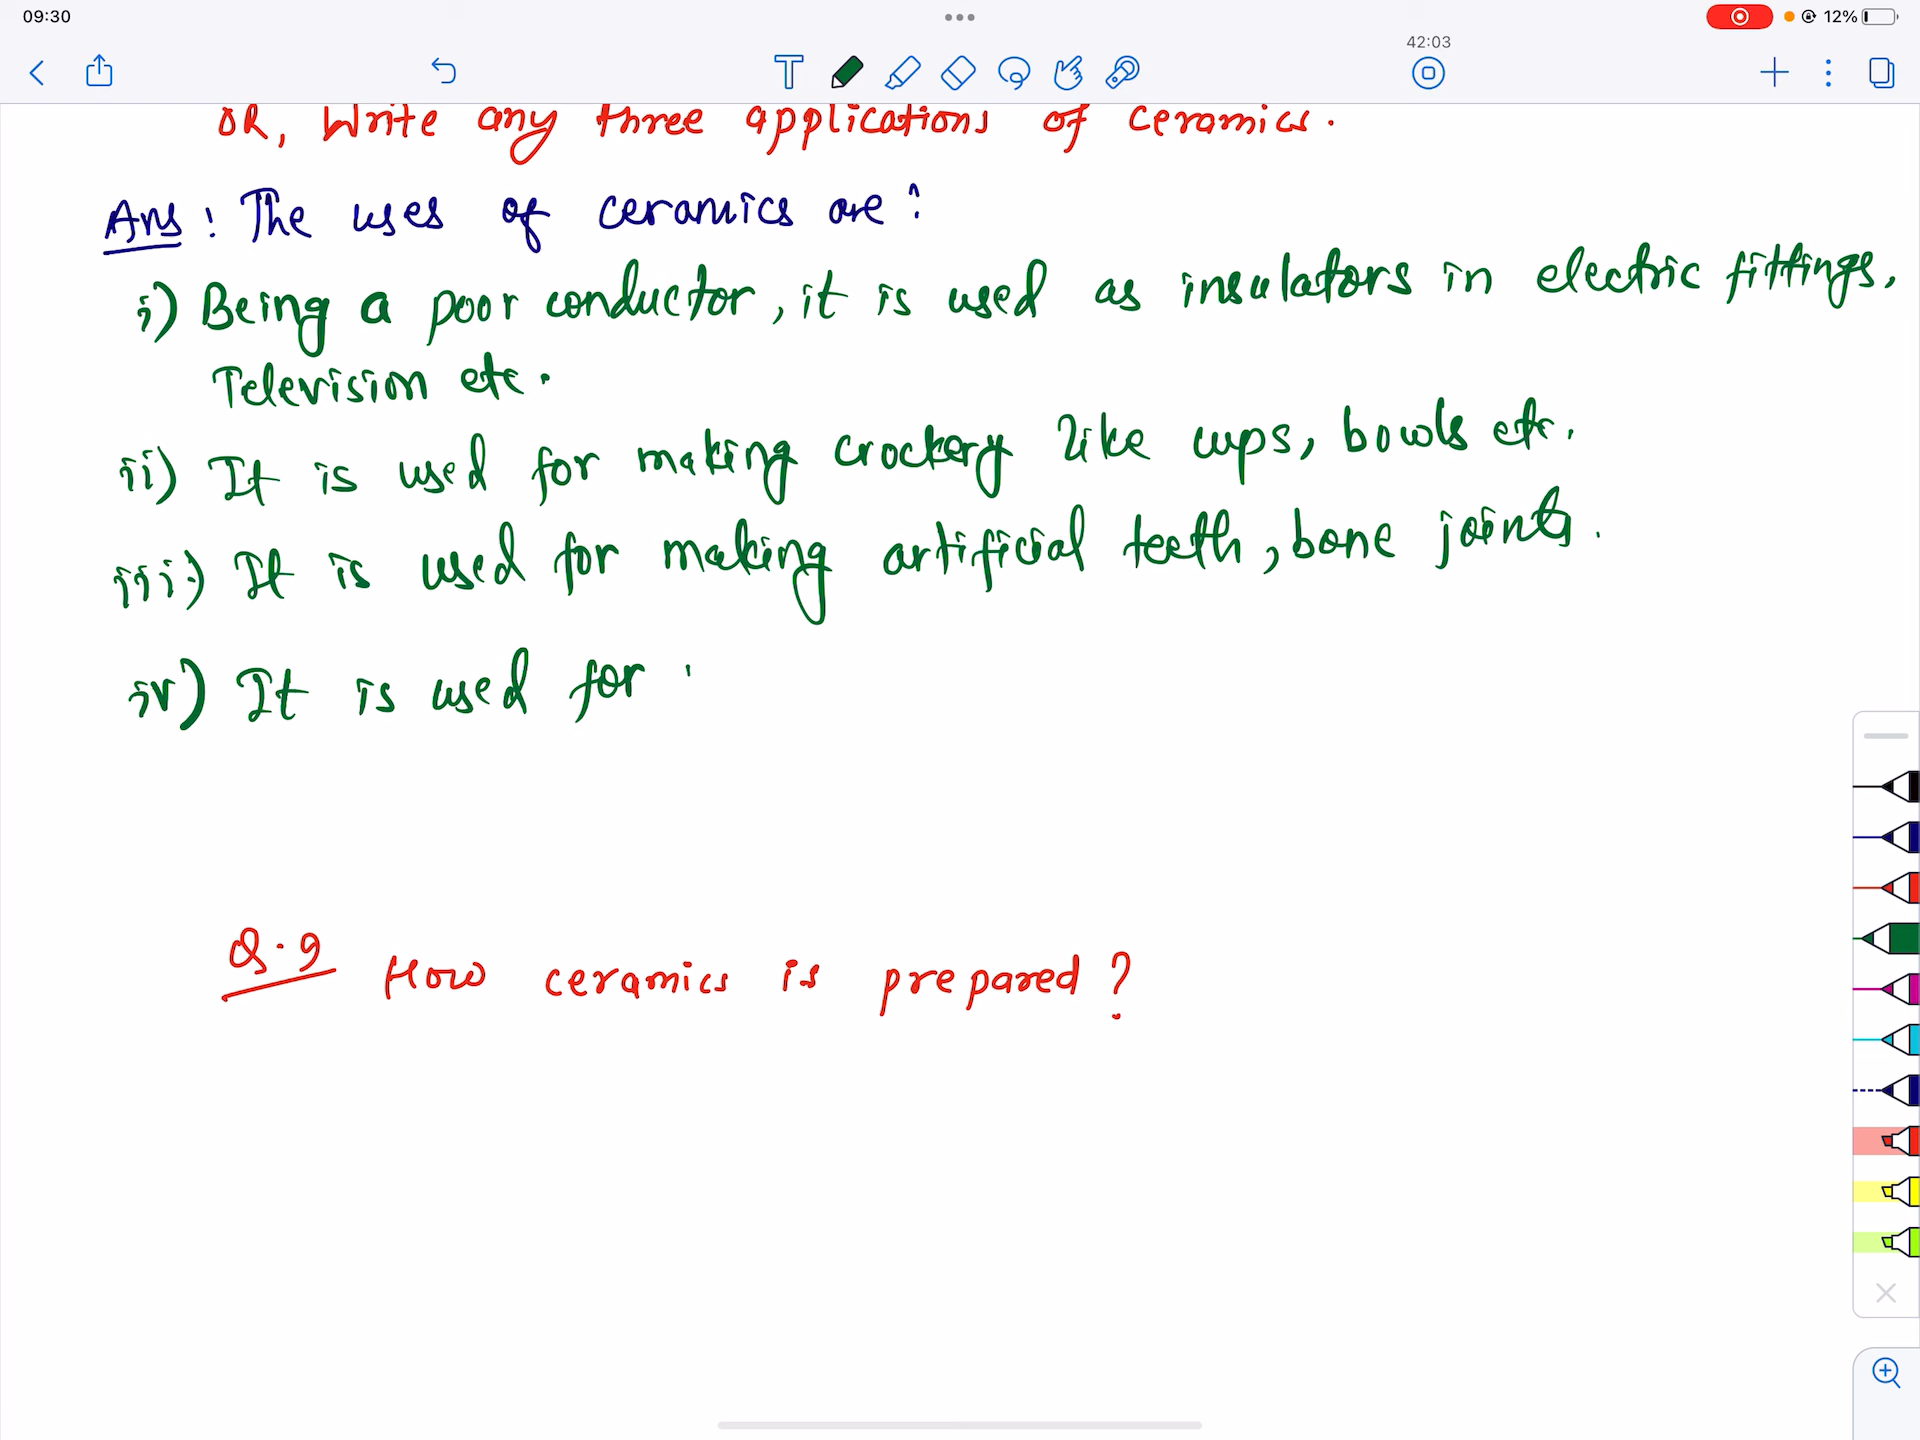 09:30
12%
42:03
T
OR, Write any three applications of ceramics.
Ans : The uses of ceramics are :
i) Being a poor conductor, it is used as insulators in electric fittings,
Television etc.
ii) It is used for making crockery like cups, bowls etc.
iii) It is used for making artificial teeth, bone joints.
iv) It is used for
Q.9 How ceramics is prepared ?